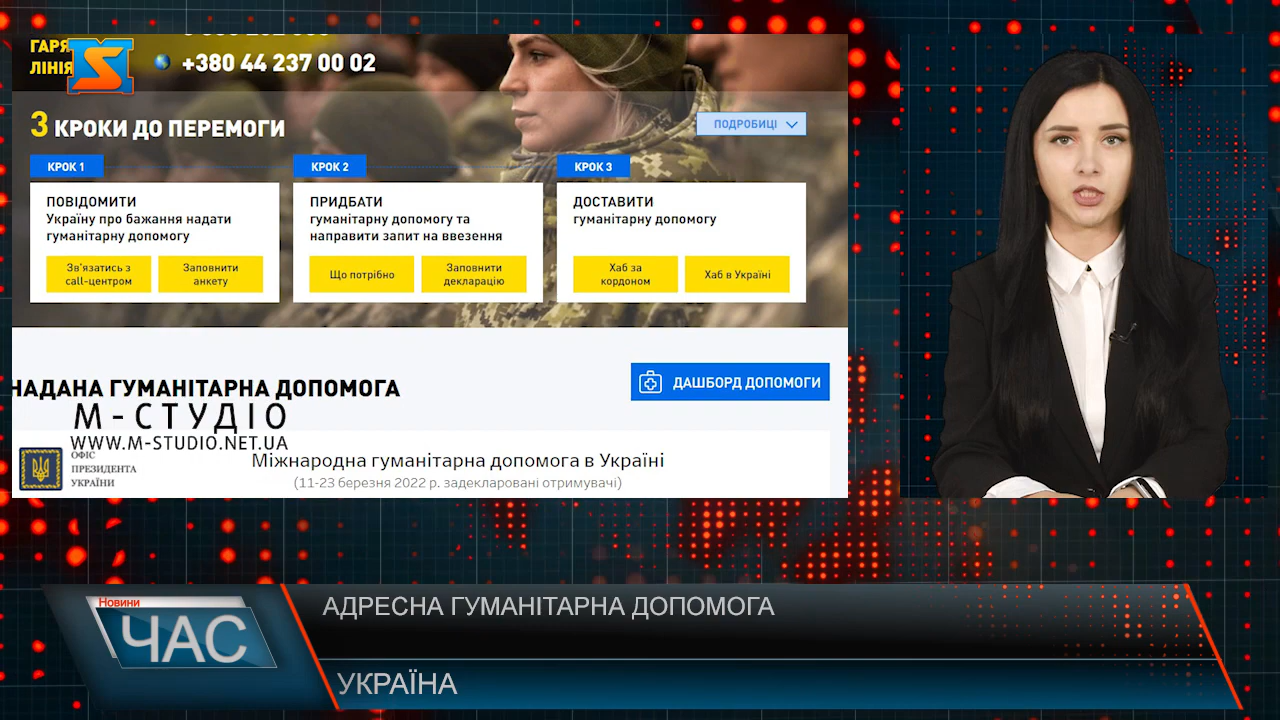 ГАРЯ
ЛІНІЯ
+380 44 237 00 02
3 КРОКИ ДО ПЕРЕМОГИ
ПОДРОБИЦІ
КРОК 1
КРОК 2
КРОК 3
ПОВІДОМИТИ
Україну про бажання надати
гуманітарну допомогу
Зв'язатись з
call-центром
Заповнити
анкету
ПРИДБАТИ
гуманітарну допомогу та
направити запит на ввезення
Що потрібно
Заповнити
декларацію
ДОСТАВИТИ
гуманітарну допомогу
Хаб за
кордоном
Хаб в Україні
НАДАНА ГУМАНІТАРНА ДОПОМОГА
ДАШБОРД ДОПОМОГИ
М-СТУДІО
WWW.M-STUDIO.NET.UA
ОФІС
ПРЕЗИДЕНТА
УКРАЇНИ
Міжнародна гуманітарна допомога в Україні
(11-23 березня 2022 р. задекларовані отримувачі)
Новини
ЧАС
АДРЕСНА ГУМАНІТАРНА ДОПОМОГА
УКРАЇНА